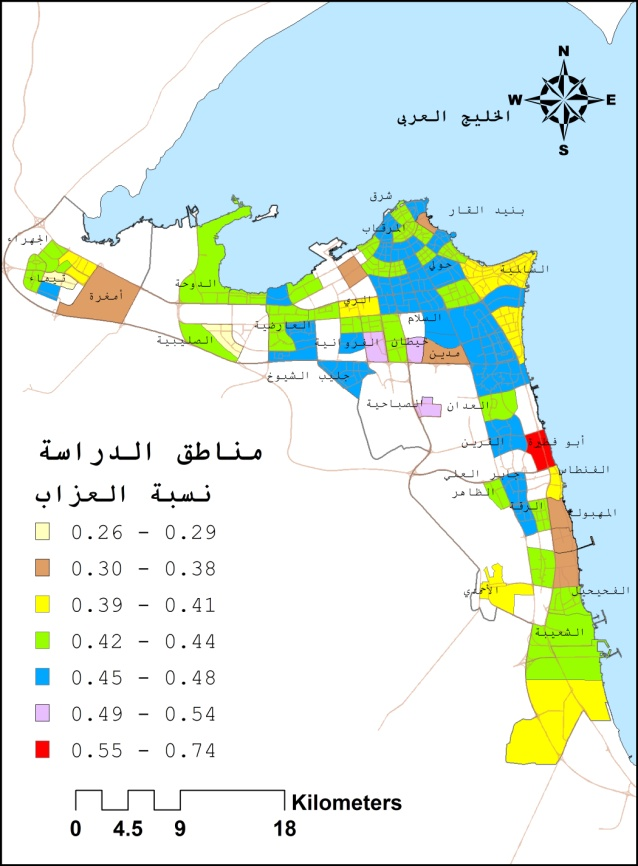 N
W E
S
الخليج العربى
شرق
بنيد القار
المرقاب
الجهراء
حولي
السالمية
تيماء
أمغرة
الدوحة
الري
السلام
العارضية
الصليبية
الفروانية
خيطان
مدين
جليب الشيوخ
الصباحية
العدان
القرين
أبو فطيرة
الفنطاس
جابر العلي
الظاهر
الرقة
المهبولة
الأحمدي
الفحيحيل
الشعيبة
مناطق الدراسة
نسبة العزاب
0.26 - 0.29
0.30 - 0.38
0.39 - 0.41
0.42 - 0.44
0.45 - 0.48
0.49 - 0.54
0.55 - 0.74
Kilometers
0 4.5 9 18